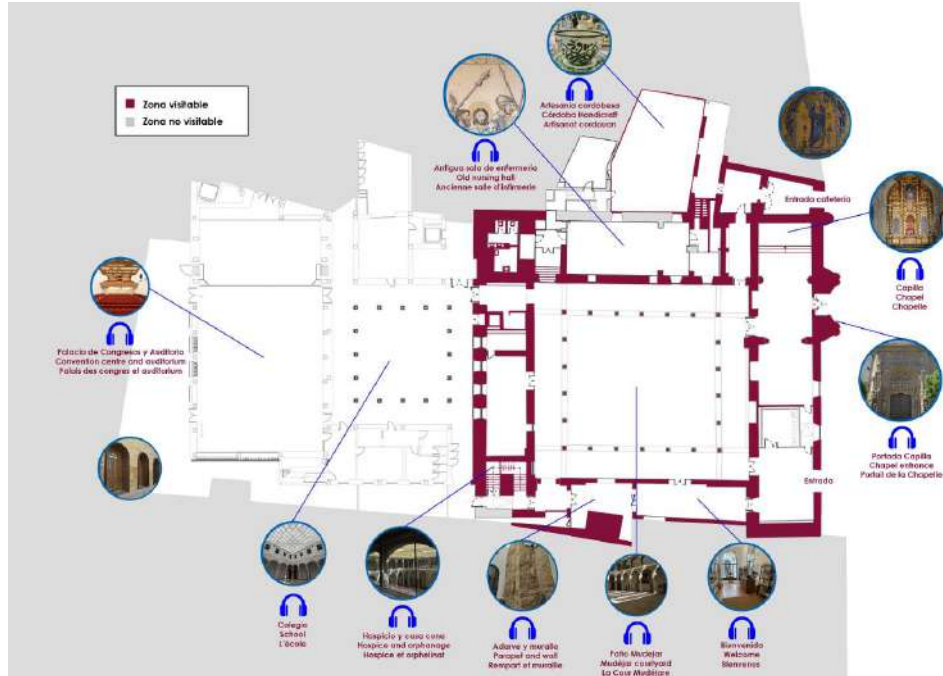 Zona visitable
Zona no visitable
Artesanía cordobesa
Córdoba Handicraft
Artisanat cordouan
Antigua sala de enfermería
Old nursing hall
Ancienne salle d'infirmerie
Entrada cafetería
Capilla
Chapel
Chapelle
Palacio de Congresos y Auditorio
Convention centre and auditorium
Palais des congres et auditorium
Portada Capilla
Chapel entrance
Portail de la Chapelle
Entrada
Colegio
School
L'école
Hospicio y casa cuna
Hospice and orphanage
Hospice et orphelinat
Adarve y muralla
Parapet and wall
Rempart et muraille
Patio Mudéjar
Mudéjar courtyard
La Cour Mudéjare
Bienvenida
Welcome